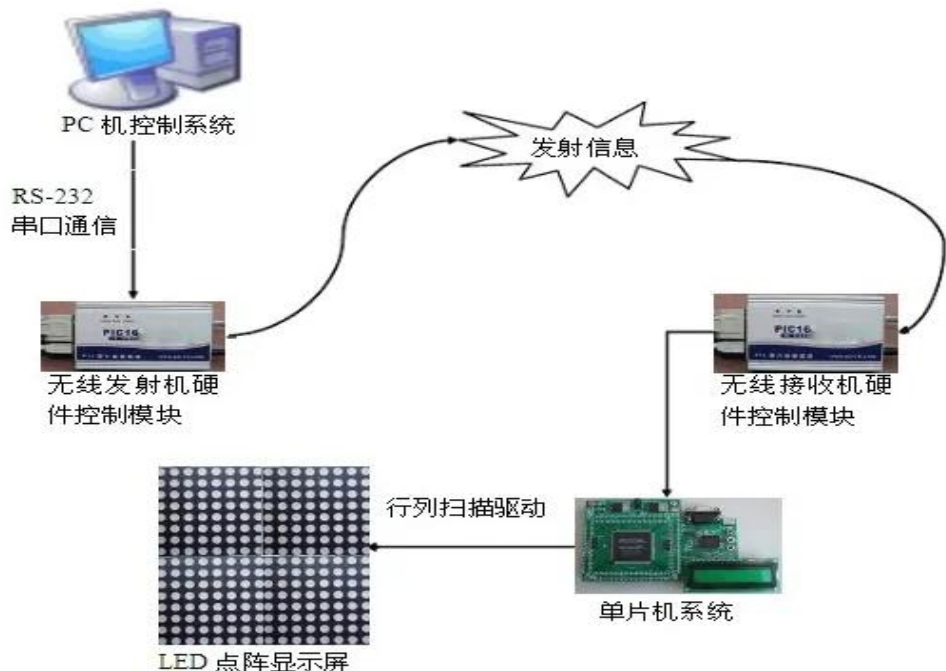 PC 机控制系统
发射信息
RS-232
串口通信
PIC16
PIC16
无线发射机硬
件控制模块
无线接收机硬
件控制模块
行列扫描驱动
单片机系统
LED 点阵显示屏